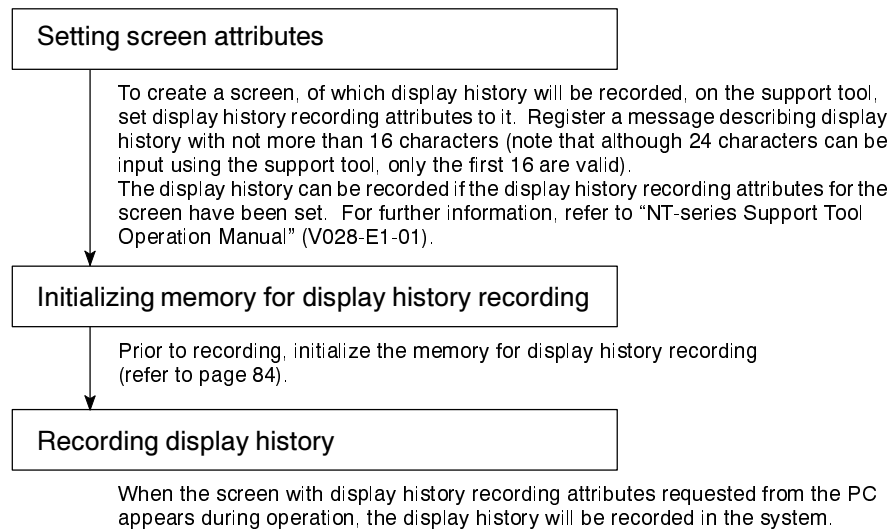 Setting screen attributes
To create a screen, of which display history will be recorded, on the support tool,
set display history recording attributes to it. Register a message describing display
history with not more than 16 characters (note that although 24 characters can be
input using the support tool, only the first 16 are valid).
The display history can be recorded if the display history recording attributes for the
screen have been set. For further information, refer to “NT-series Support Tool
Operation Manual” (V028-E1-01).
Initializing memory for display history recording
Prior to recording, initialize the memory for display history recording
(refer to page 84).
Recording display history
When the screen with display history recording attributes requested from the PC
appears during operation, the display history will be recorded in the system.